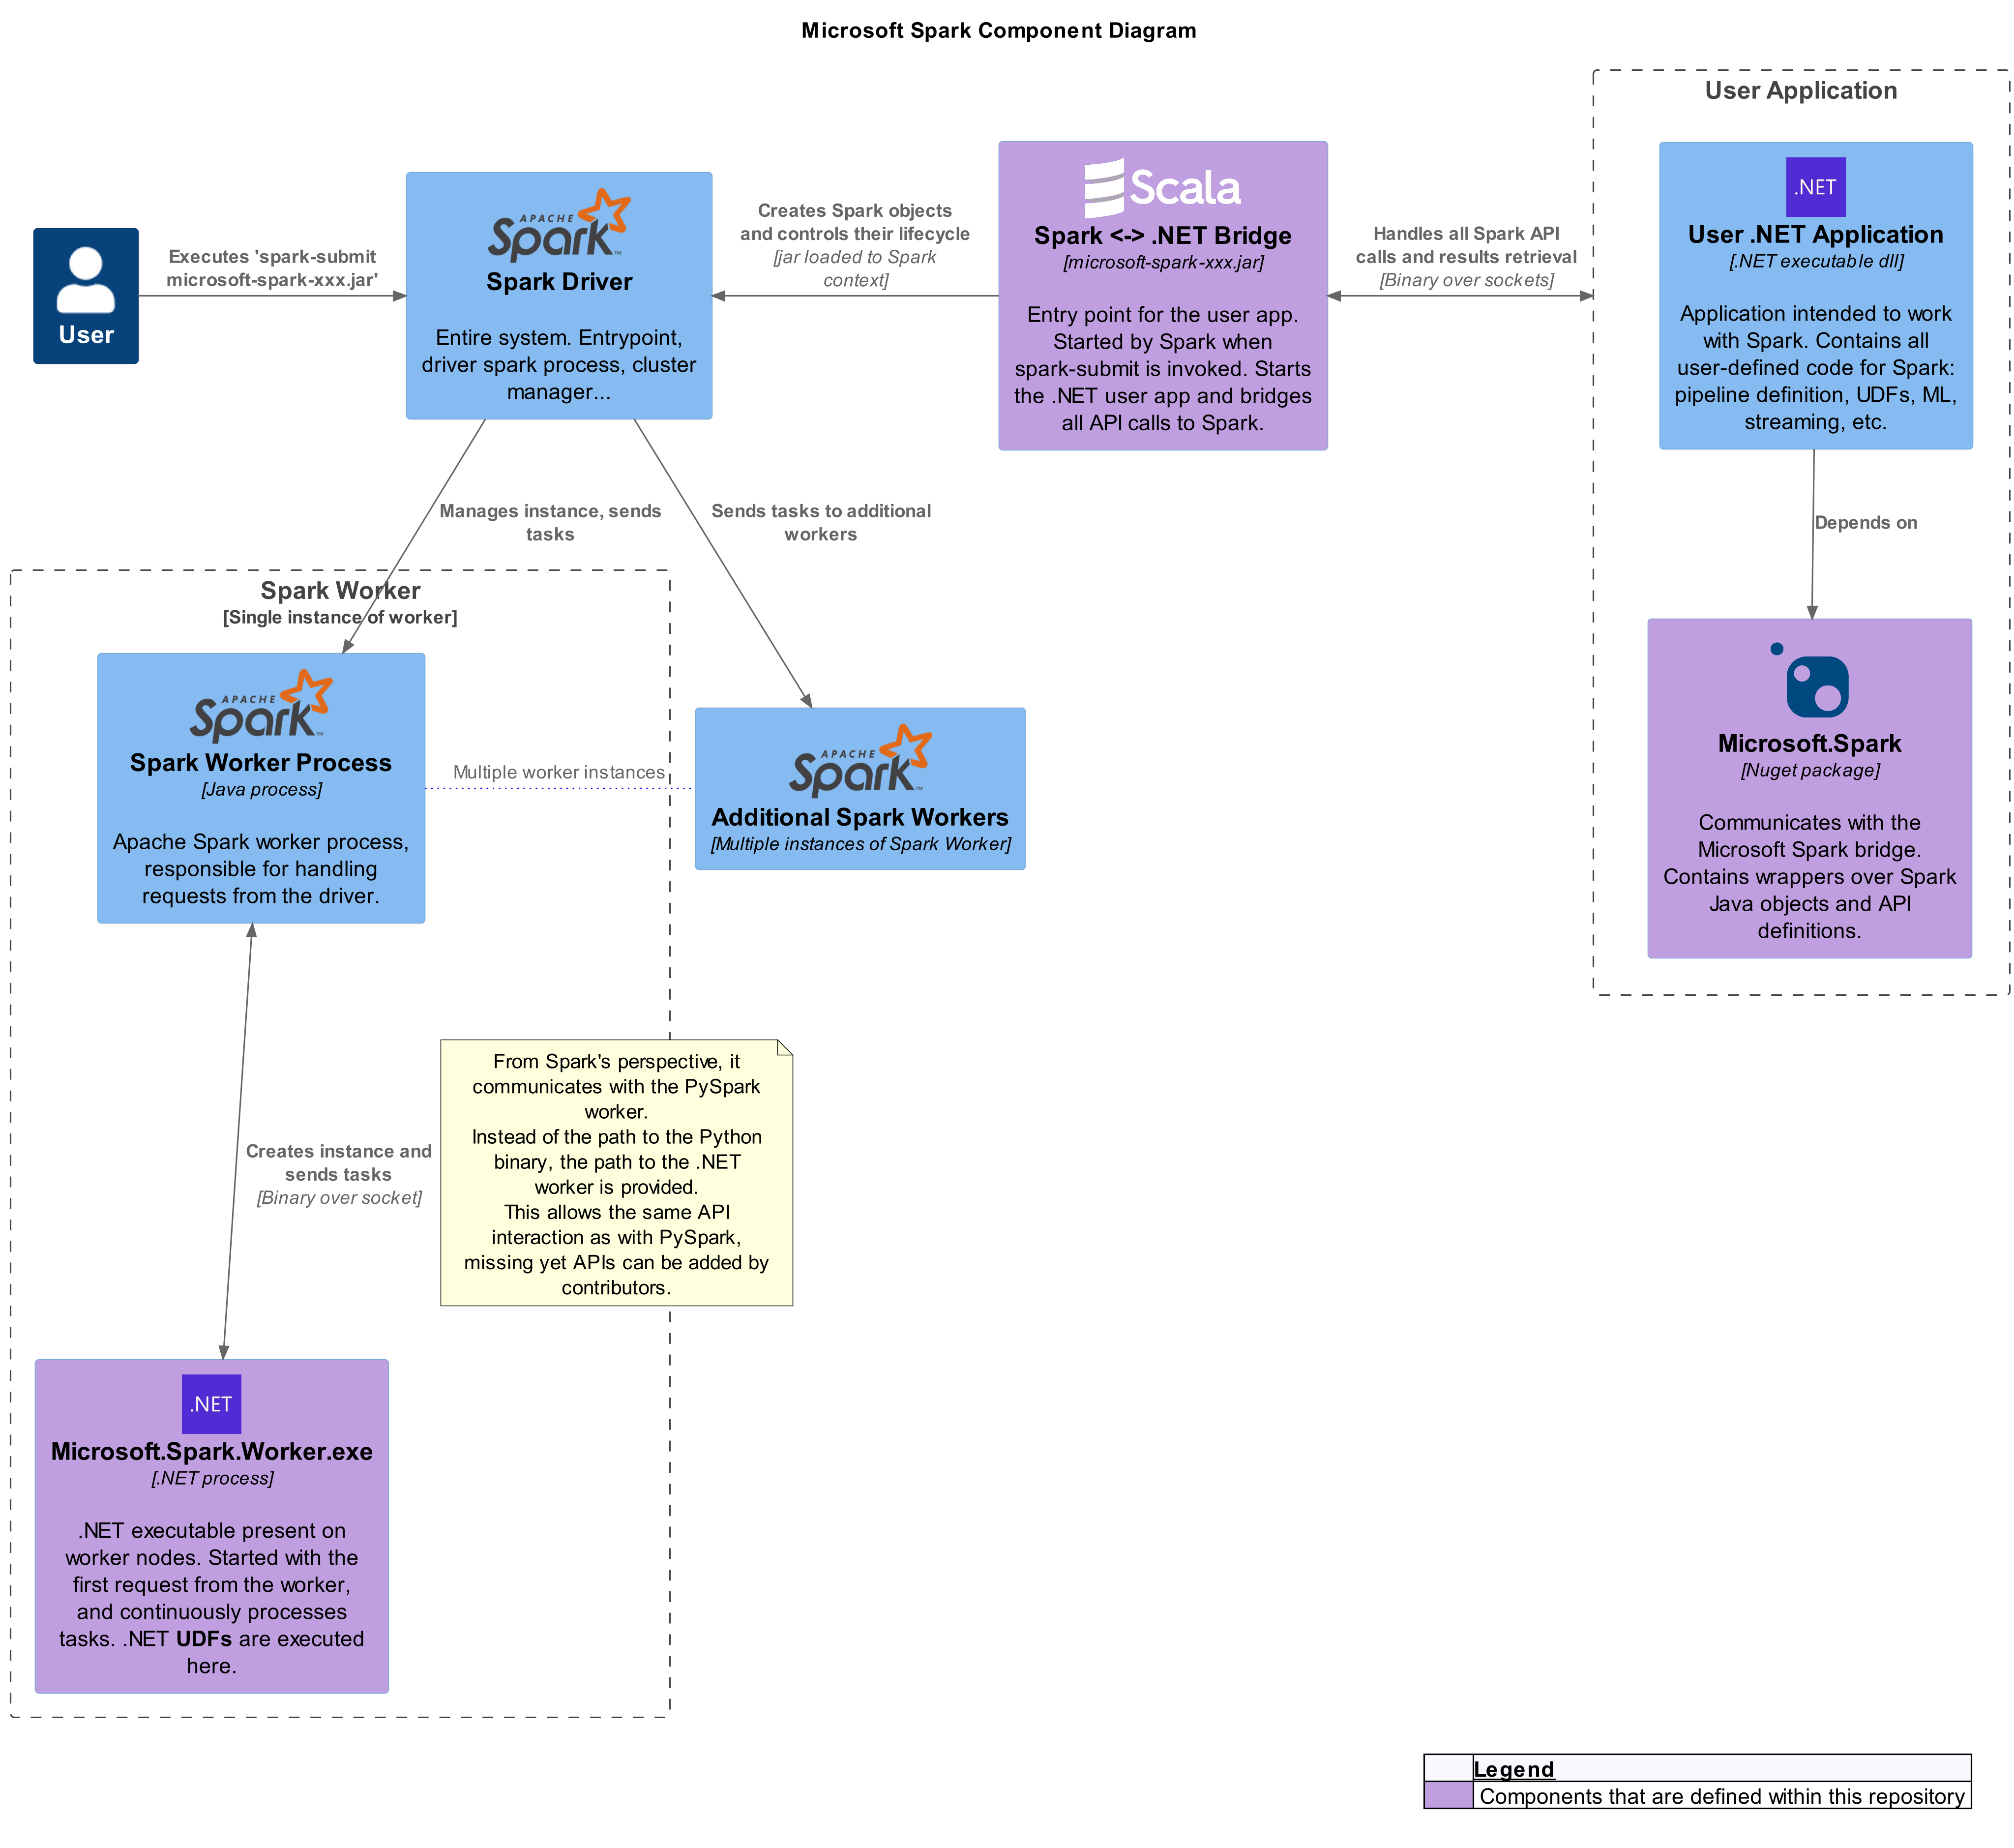 Microsoft Spark Component Diagram
User Application
User
Executes 'spark-submit
microsoft-spark-xxx.jar'
APACHE
Spark™
Spark Driver
Entire system. Entrypoint,
driver spark process, cluster
manager...
Creates Spark objects
and controls their lifecycle
[jar loaded to Spark
context]
Scala
Spark <-> .NET Bridge
[microsoft-spark-xxx.jar]
Entry point for the user app.
Started by Spark when
spark-submit is invoked. Starts
the .NET user app and bridges
all API calls to Spark.
Handles all Spark API
calls and results retrieval
[Binary over sockets]
.NET
User .NET Application
[.NET executable dll]
Application intended to work
with Spark. Contains all
user-defined code for Spark:
pipeline definition, UDFs, ML,
streaming, etc.
Manages instance, sends
tasks
Sends tasks to additional
workers
Depends on
Spark Worker
[Single instance of worker]
APACHE
Spark™
Spark Worker Process
[Java process]
Apache Spark worker process,
responsible for handling
requests from the driver.
Multiple worker instances
APACHE
Spark™
Additional Spark Workers
[Multiple instances of Spark Worker]
Microsoft.Spark
[Nuget package]
Communicates with the
Microsoft Spark bridge.
Contains wrappers over Spark
Java objects and API
definitions.
Creates instance and
sends tasks
[Binary over socket]
From Spark's perspective, it
communicates with the PySpark
worker.
Instead of the path to the Python
binary, the path to the .NET
worker is provided.
This allows the same API
interaction as with PySpark,
missing yet APIs can be added by
contributors.
.NET
Microsoft.Spark.Worker.exe
[.NET process]
.NET executable present on
worker nodes. Started with the
first request from the worker,
and continuously processes
tasks. .NET UDFs are executed
here.
Legend
Components that are defined within this repository